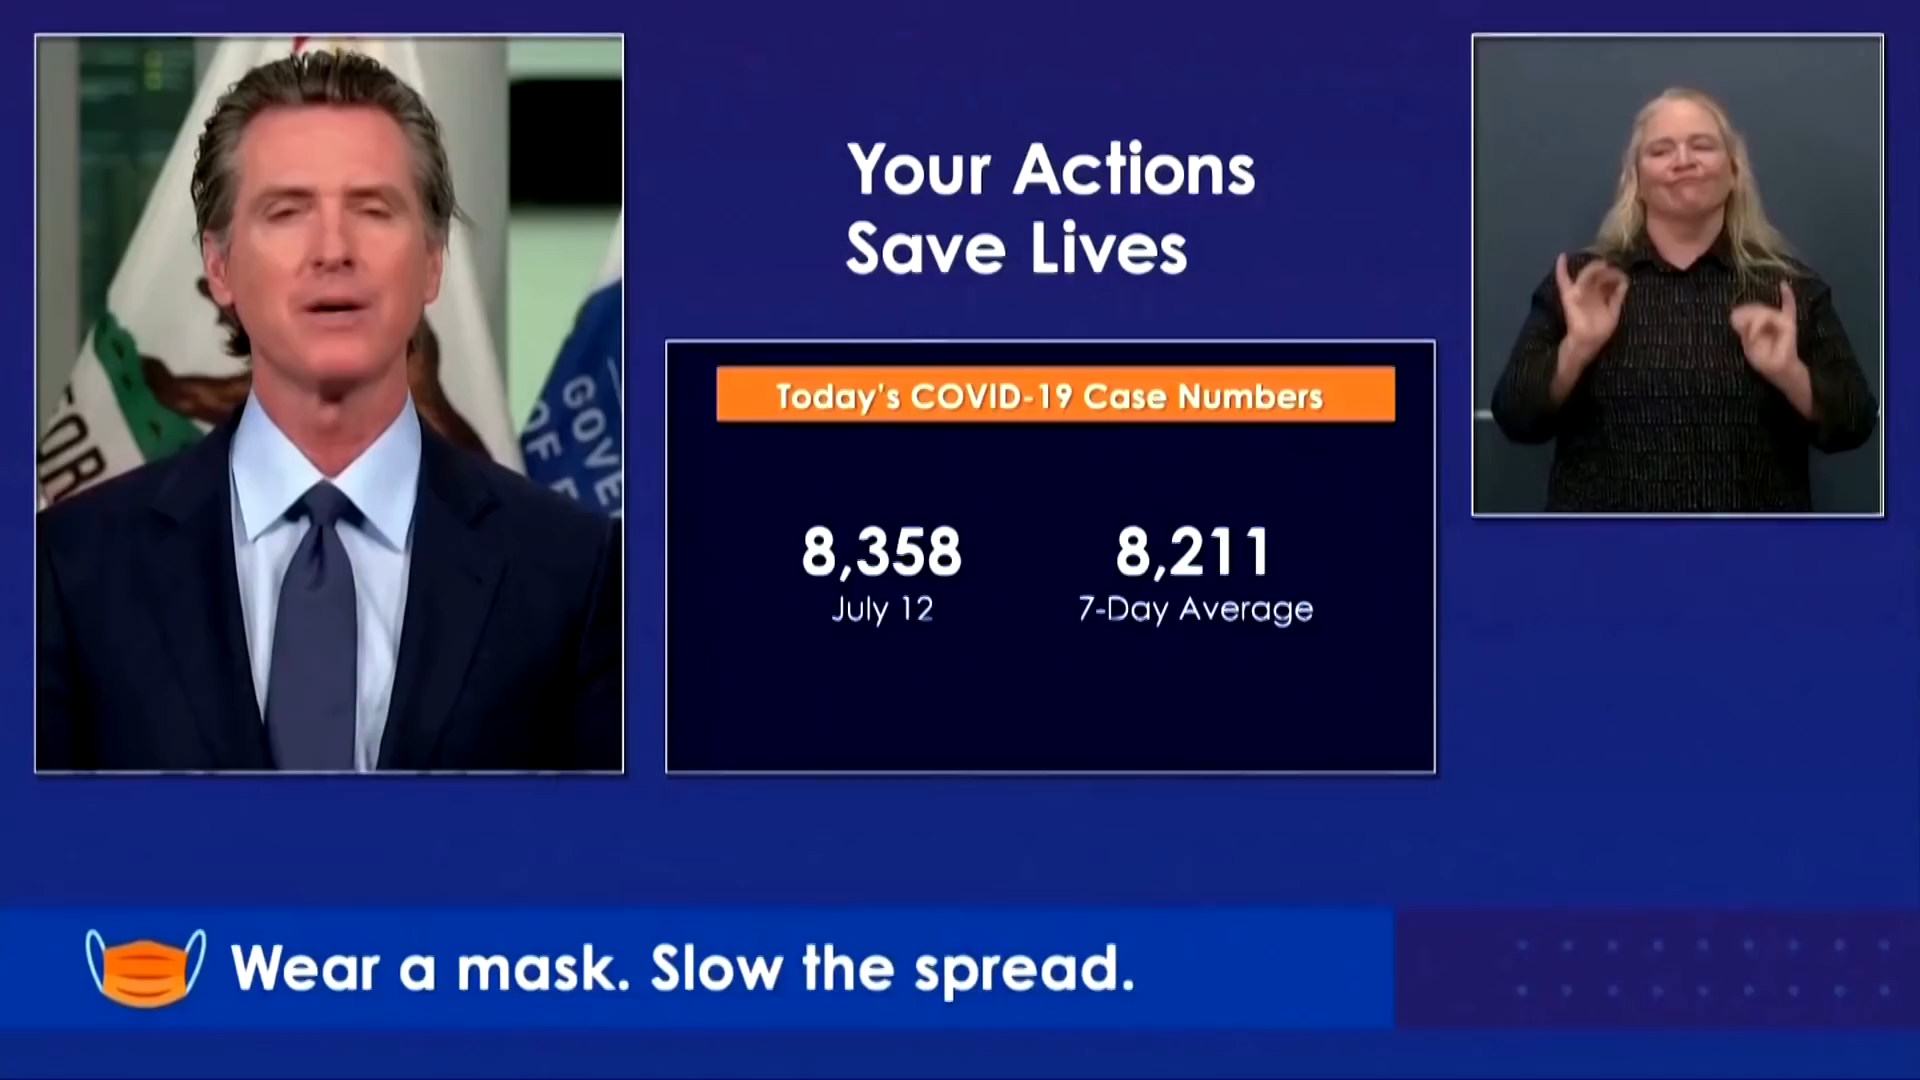 Your Actions
Save Lives
Today's COVID-19 Case Numbers
8,358
July 12
8,211
7-Day Average
Wear a mask. Slow the spread.